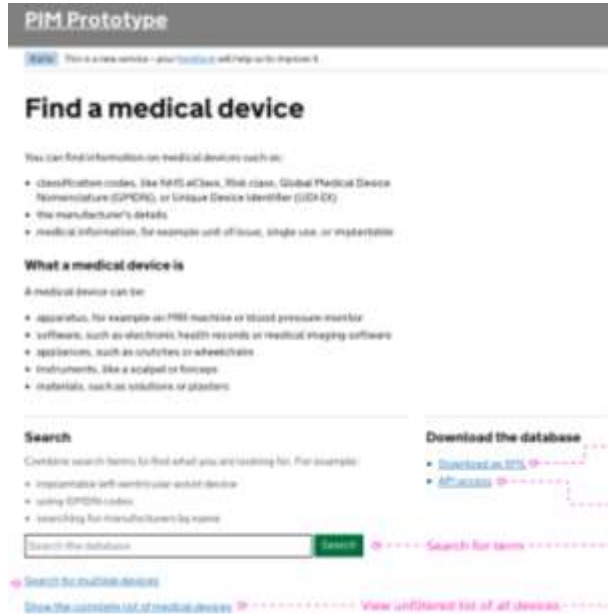 PIM Prototype
This is a new service – your feedback will help us to improve it.
Find a medical device
You can find information on medical devices such as:
classification codes, like NHS eClass, Risk class, Global Medical Device
Nomenclature (GMDN), or Unique Device Identifier (UDI-DI)
the manufacturer's details
medical information, for example unit of issue, single use, or implantable
What a medical device is
A medical device can be:
apparatus, for example an MRI machine or blood pressure monitor
software, such as electronic health records or medical imaging software
appliances, such as crutches or wheelchairs
instruments, like a scalpel or forceps
materials, such as solutions or plasters
Search
Combine search terms to find what you are looking for. For example:
implantable left ventricular assist device
using GMDN codes
searching for manufacturers by name
Search the database
Search
Search for term
Search for multiple devices
Show the complete list of medical devices
View unfiltered list of all devices
Download the database
Download as XML
API access